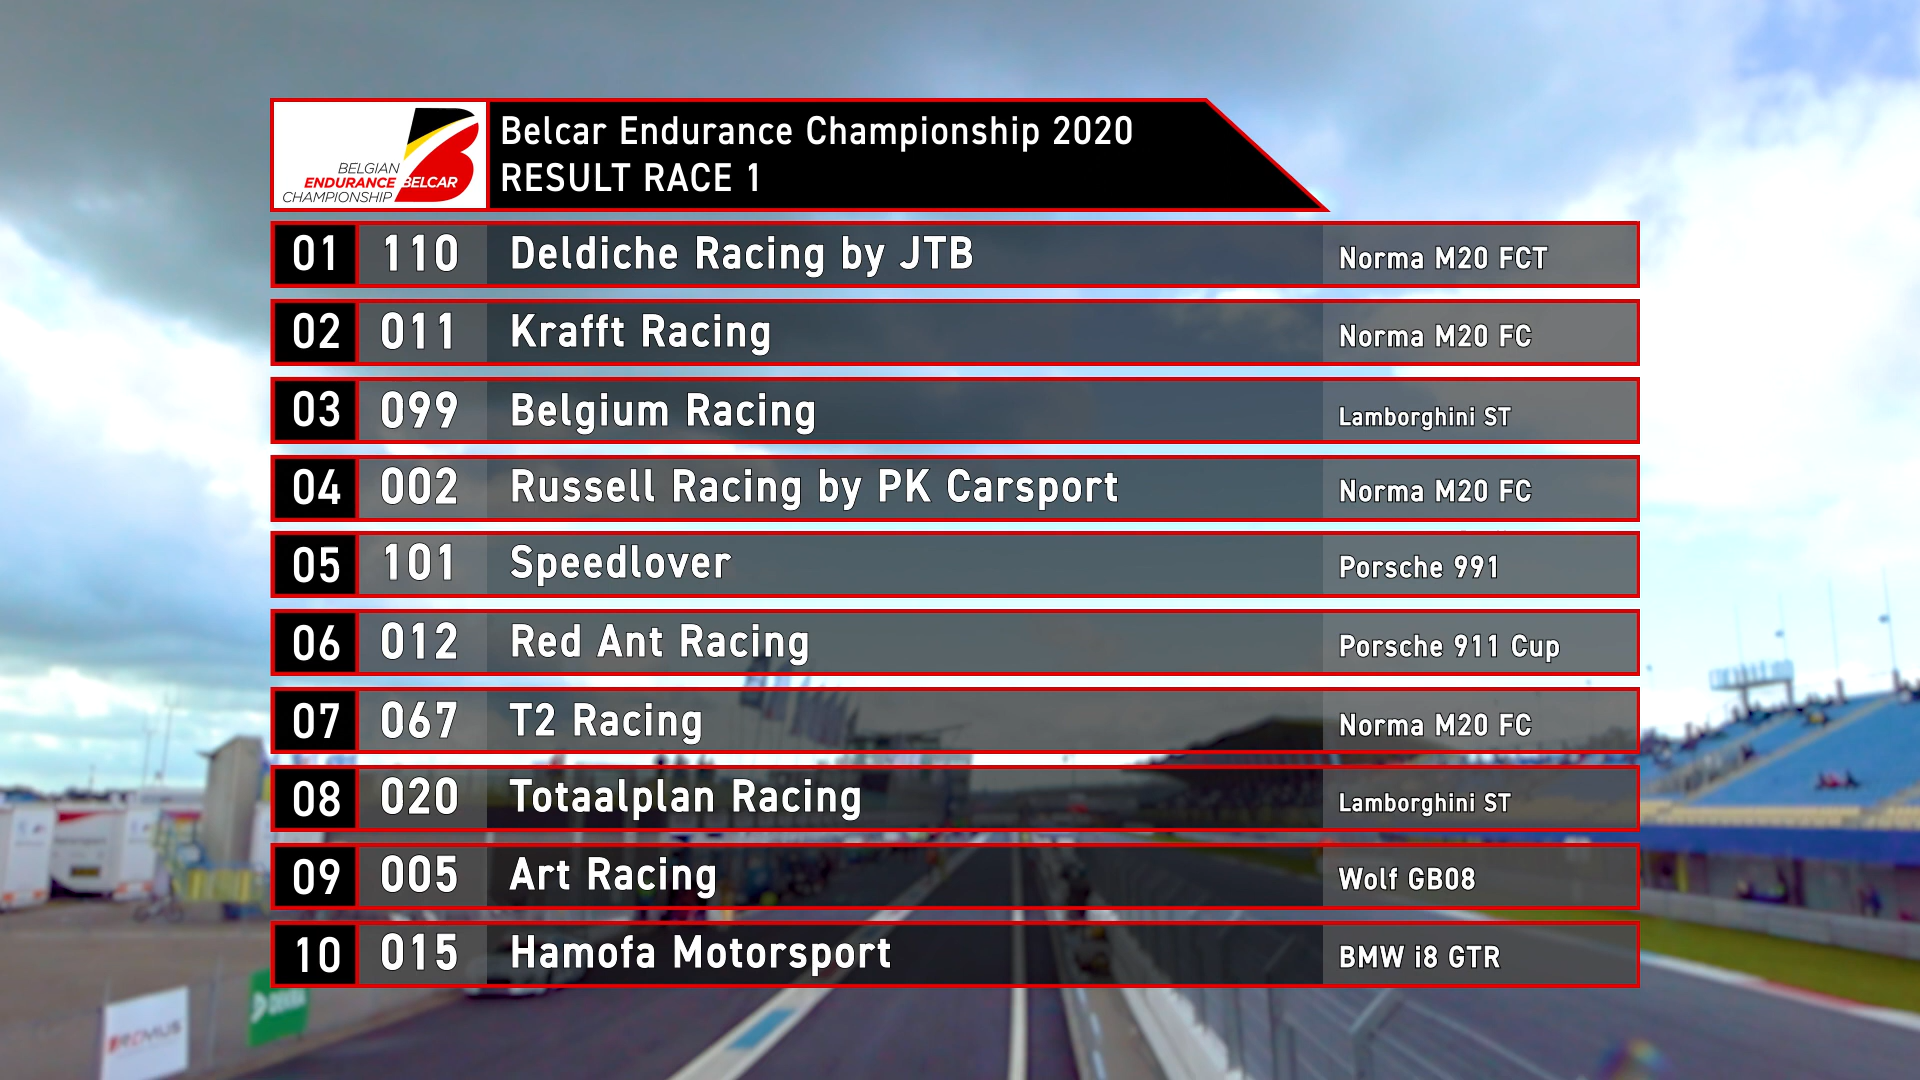 BELGIAN
ENDURANCE BELCAR
CHAMPIONSHIP
Belcar Endurance Championship 2020
RESULT RACE 1
01 110 Deldiche Racing by JTB Norma M20 FCT
02 011 Krafft Racing Norma M20 FC
03 099 Belgium Racing Lamborghini ST
04 002 Russell Racing by PK Carsport Norma M20 FC
05 101 Speedlover Porsche 991
06 012 Red Ant Racing Porsche 911 Cup
07 067 T2 Racing Norma M20 FC
08 020 Totaalplan Racing Lamborghini ST
09 005 Art Racing Wolf GB08
10 015 Hamofa Motorsport BMW i8 GTR
DEKRA